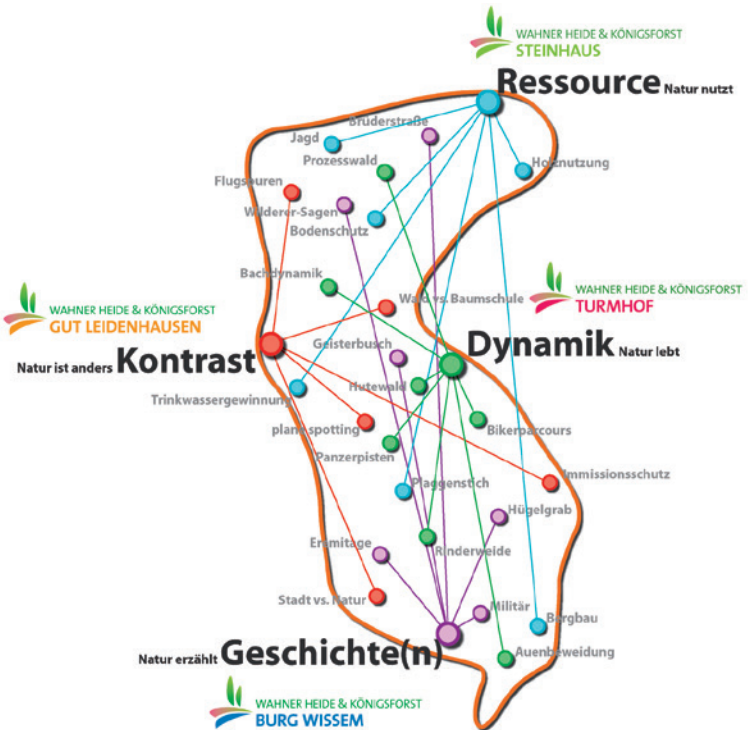 WAHNER HEIDE & KÖNIGSFORST
STEINHAUS
Ressource Natur nutzt
Brüderstraße
Jagd
Prozesswald
Holznutzung
Flugspuren
Wilderer-Sagen
Bodenschutz
Bachdynamik
WAHNER HEIDE & KÖNIGSFORST
TURMHOF
Wald vs. Baumschule
WAHNER HEIDE & KÖNIGSFORST
GUT LEIDENHAUSEN
Geisterbusch
Dynamik Natur lebt
Natur ist anders Kontrast
Hutewald
Trinkwassergewinnung
plane spotting
Bikerparcours
Panzerpisten
Immissionsschutz
Plaggenstich
Hügelgrab
Eremitage
Rinderweide
Stadt vs. Natur
Militär
Bergbau
Natur erzählt Geschichte(n)
Auenbeweidung
WAHNER HEIDE & KÖNIGSFORST
BURG WISSEM